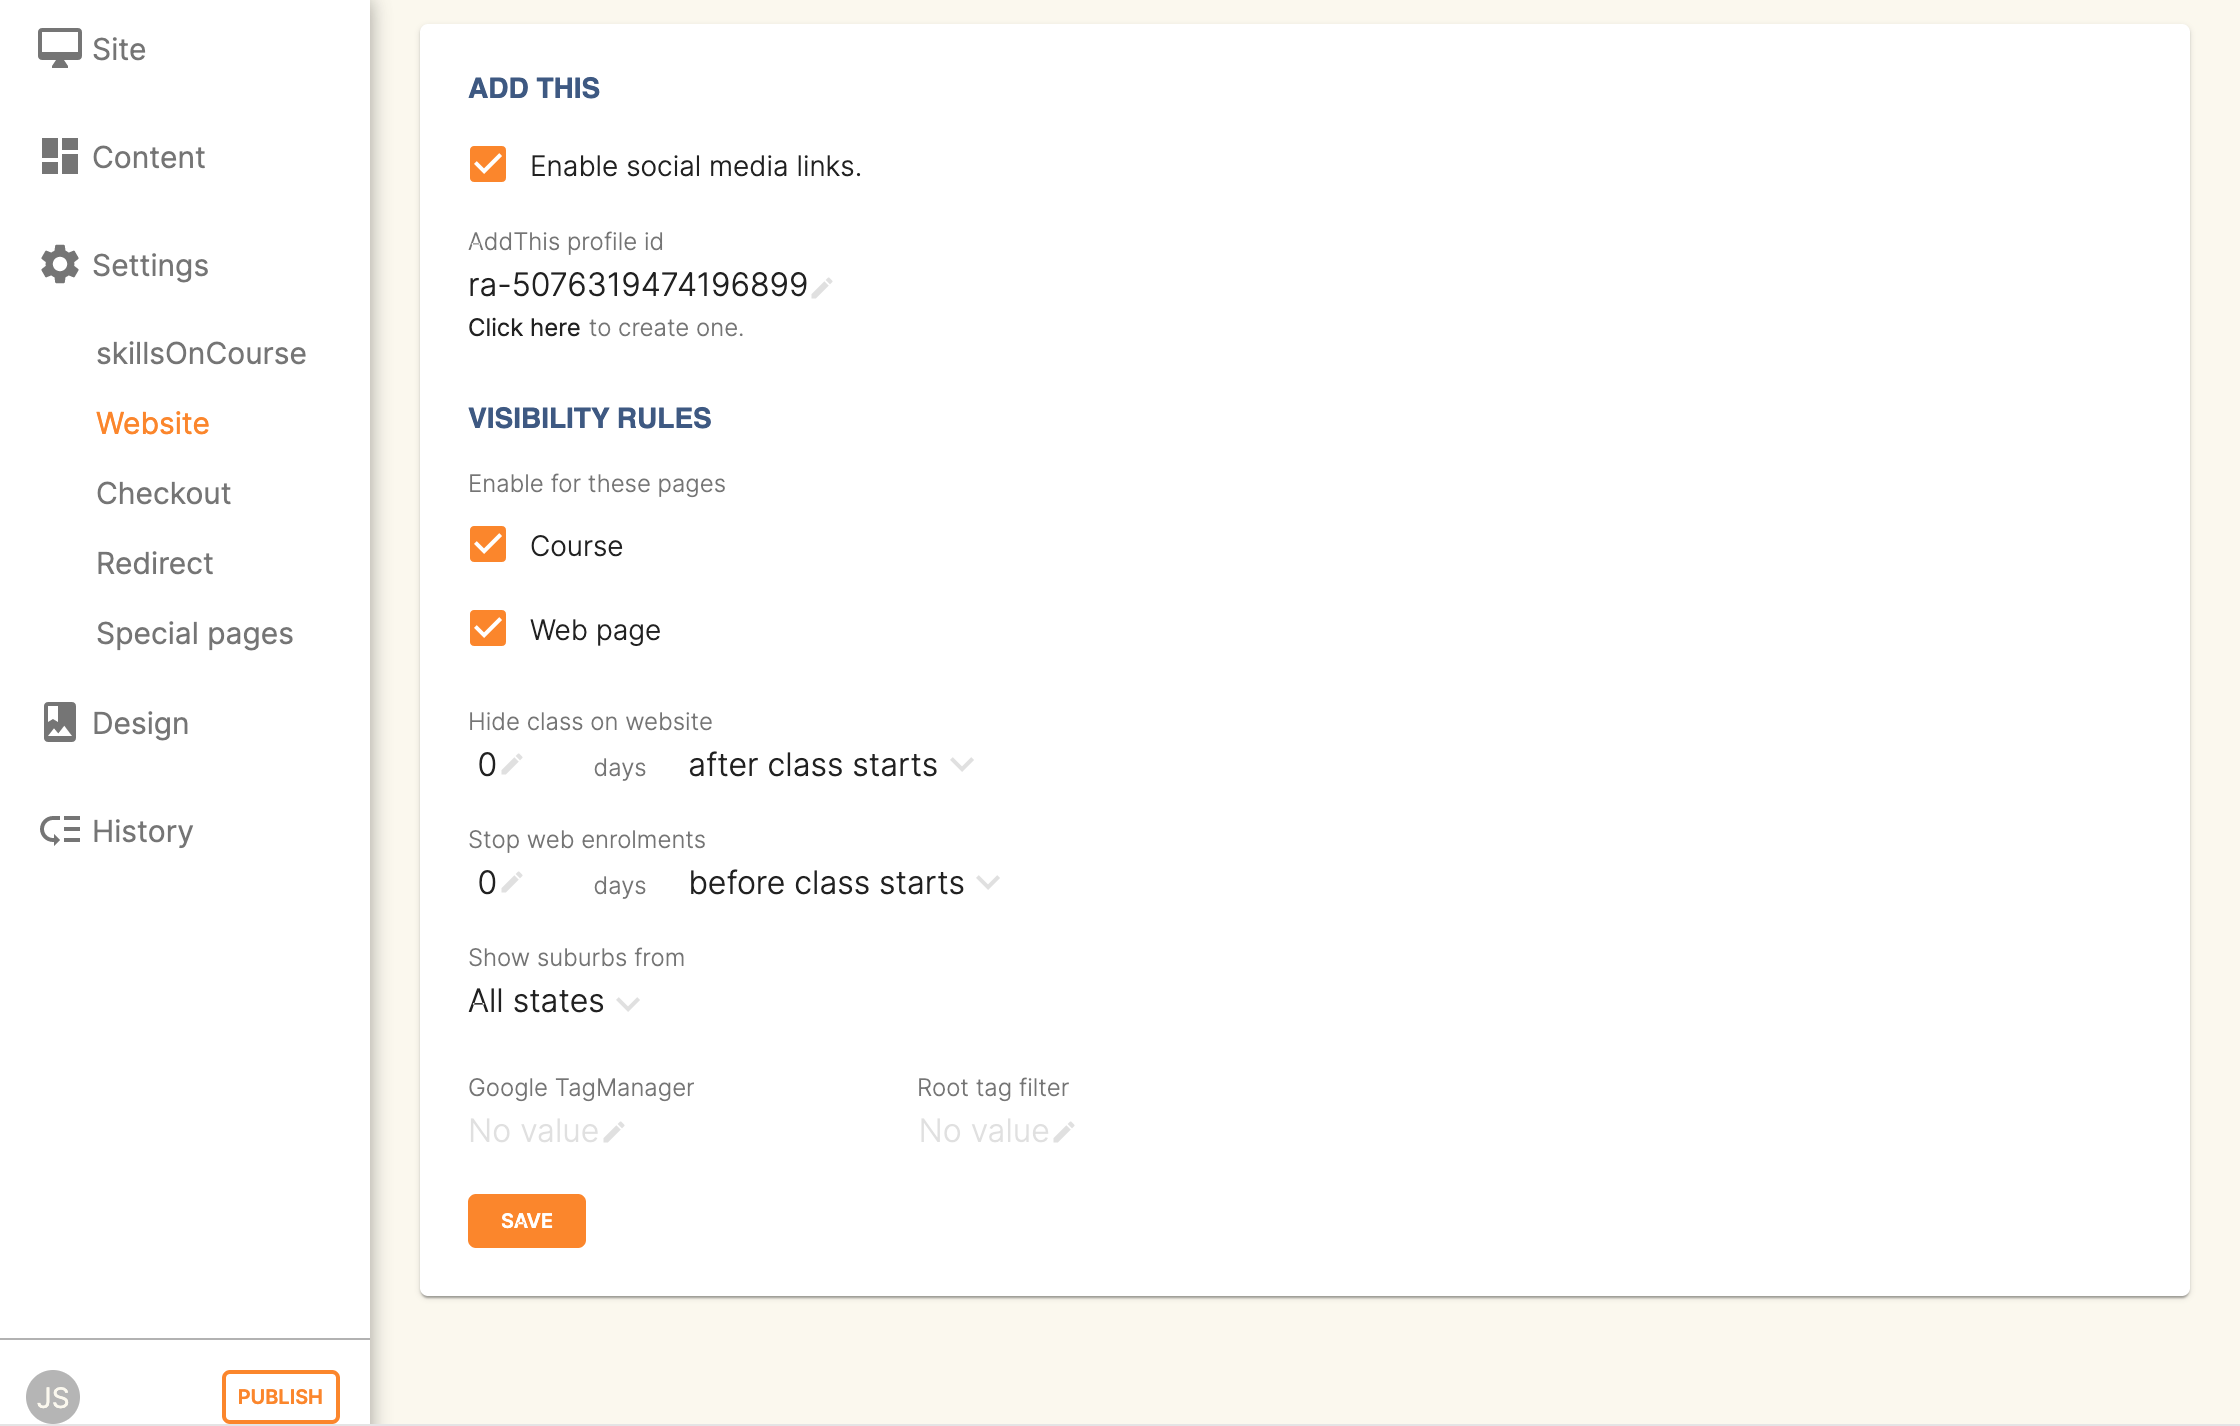 Site
Content
Settings
skillsOnCourse
Website
Checkout
Redirect
Special pages
Design
History
JS
PUBLISH
ADD THIS
Enable social media links.
AddThis profile id
ra-5076319474196899
Click here to create one.
VISIBILITY RULES
Enable for these pages
Course
Web page
Hide class on website
0 days after class starts
Stop web enrolments
0 days before class starts
Show suburbs from
All states
Google TagManager Root tag filter
No value No value
SAVE